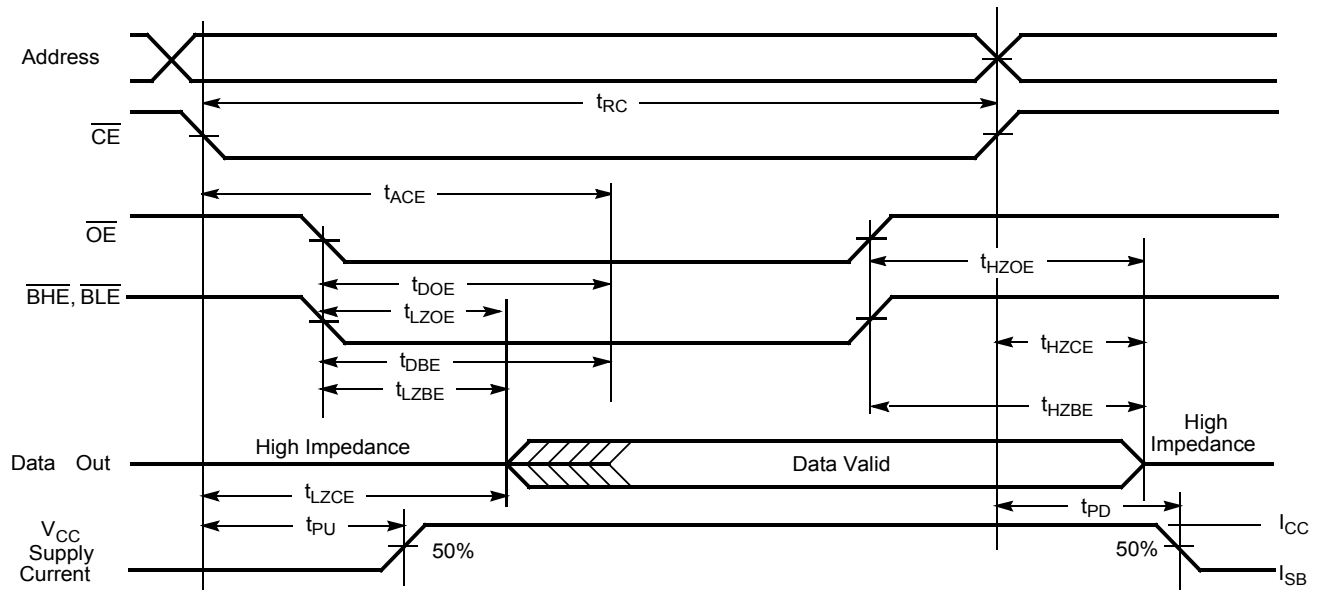 Address
tRC
CE
tACE
OE
tHZOE
tDOE
BHE, BLE
tLZOE
tHZCE
tDBE
tLZBE
tHZBE
High Impedance
High Impedance
Data Out
Data Valid
tLZCE
tPD
tPU
VCC
Supply
Current
50%
50%
ICC
ISB